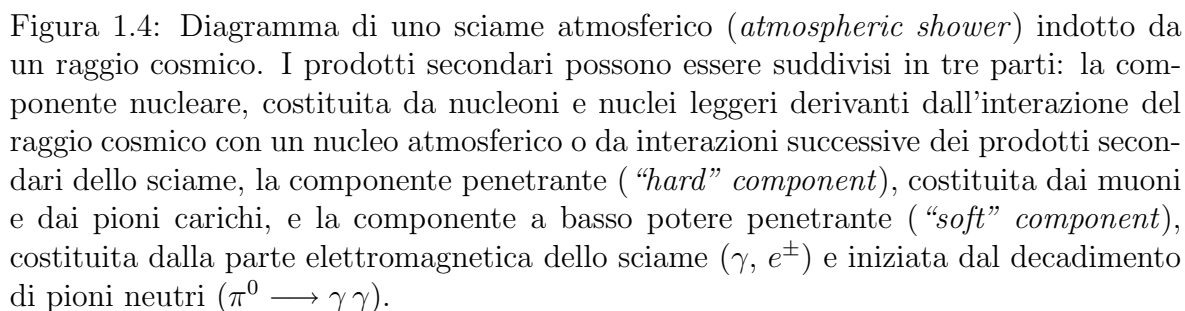 Figura 1.4: Diagramma di uno sciame atmosferico (atmospheric shower) indotto da
un raggio cosmico. I prodotti secondari possono essere suddivisi in tre parti: la com-
ponente nucleare, costituita da nucleoni e nuclei leggeri derivanti dall'interazione del
raggio cosmico con un nucleo atmosferico o da interazioni successive dei prodotti secon-
dari dello sciame, la componente penetrante (“hard” component), costituita dai muoni
e dai pioni carichi, e la componente a basso potere penetrante (“soft” component),
costituita dalla parte elettromagnetica dello sciame (γ, e±) e iniziata dal decadimento
di pioni neutri (π⁰ ⟶ γ γ).